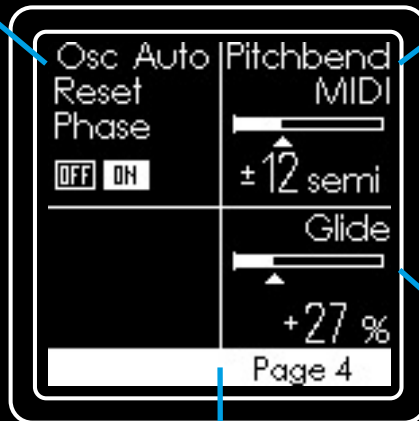 Osc Auto
Reset
Phase
OFF ON
Pitchbend
MIDI
±12 semi
Glide
+27 %
Page 4